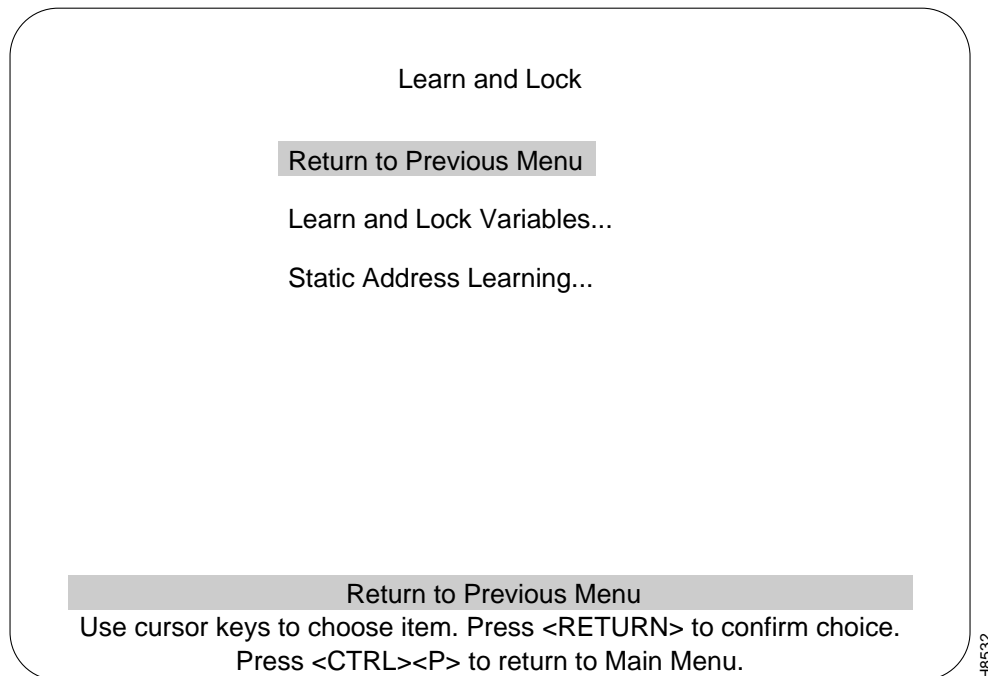 Learn and Lock
Return to Previous Menu
Learn and Lock Variables...
Static Address Learning...
Return to Previous Menu
Use cursor keys to choose item. Press <RETURN> to confirm choice.
Press <CTRL><P> to return to Main Menu.
H8532